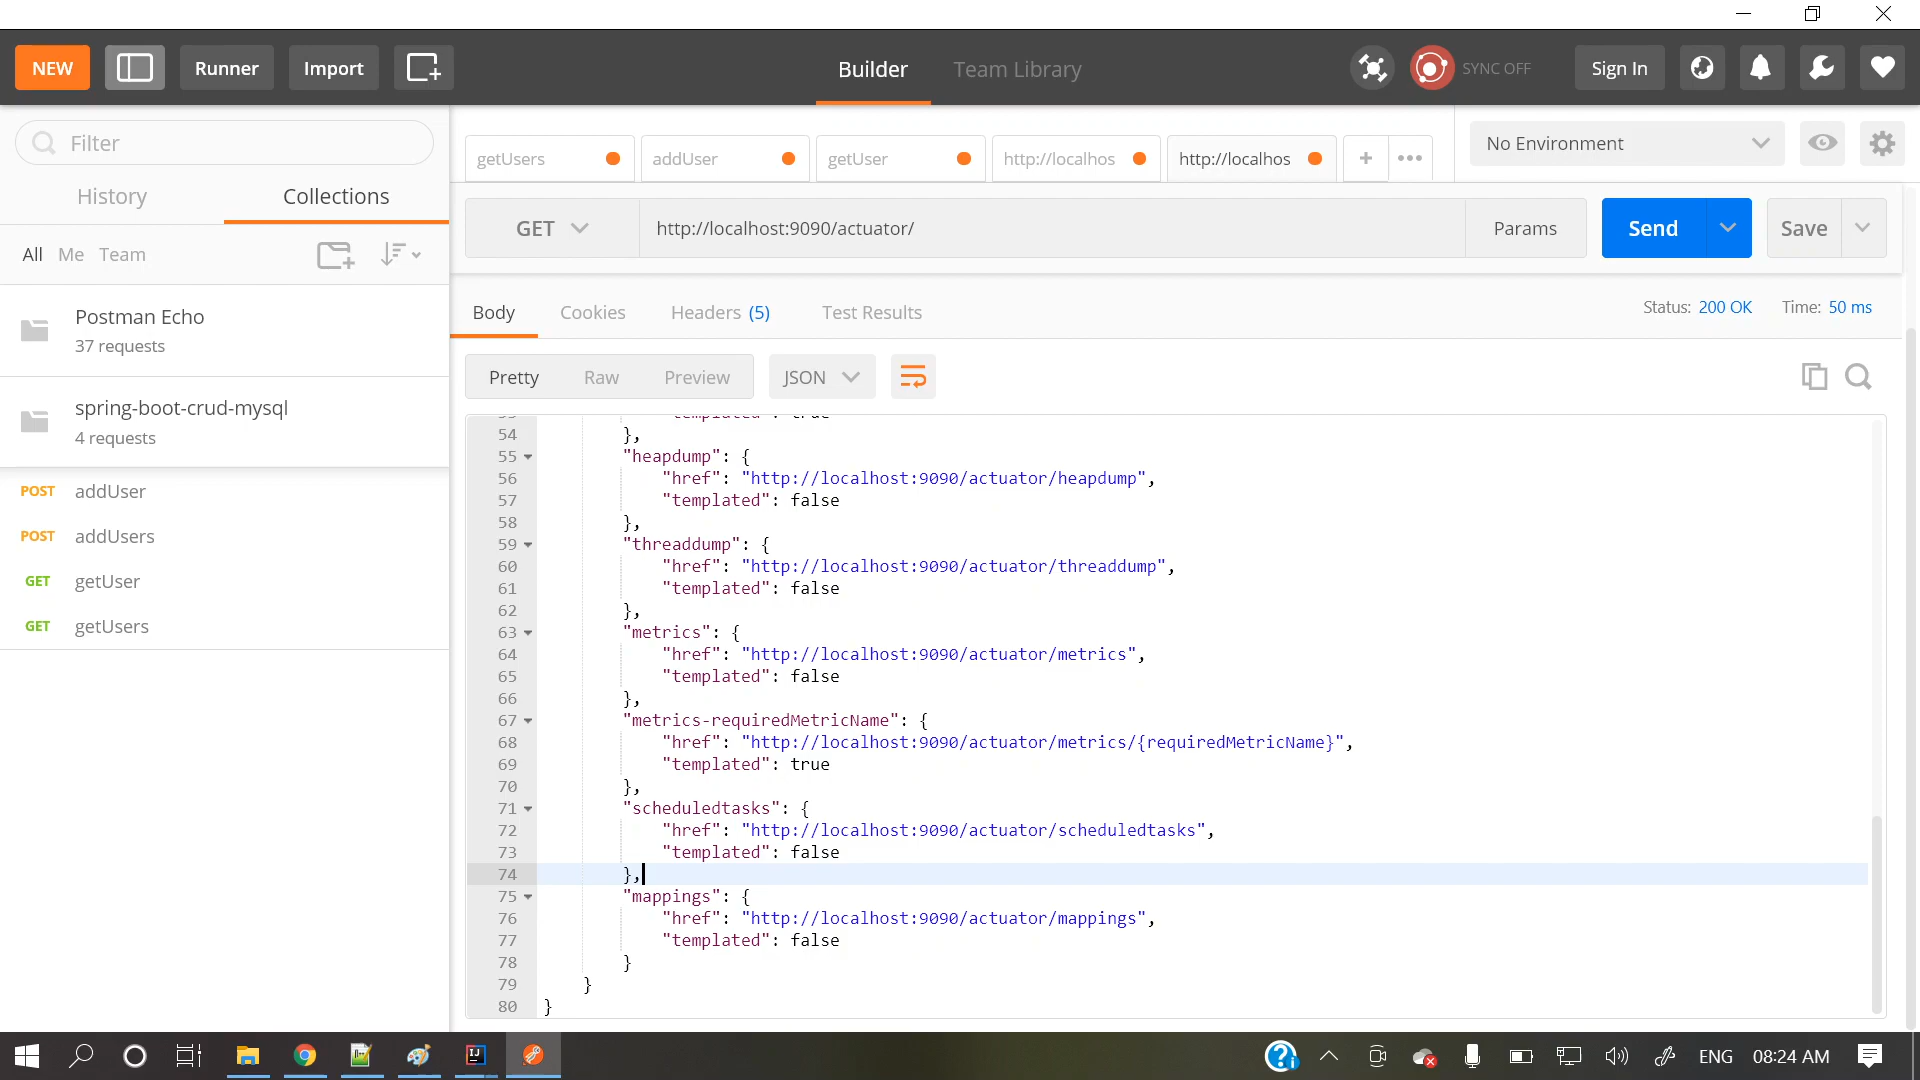 NEW
Runner
Import
Builder
Team Library
SYNC OFF
Sign In
Filter
getUsers
addUser
getUser
http://localhos
http://localhos
No Environment
History
Collections
GET
http://localhost:9090/actuator/
Params
Send
Save
All Me Team
Body
Cookies
Headers (5)
Test Results
Status: 200 OK
Time: 50 ms
Postman Echo
37 requests
Pretty
Raw
Preview
JSON
spring-boot-crud-mysql
4 requests
POST addUser
POST addUsers
GET getUser
GET getUsers
54 },
55 "heapdump": {
56 "href": "http://localhost:9090/actuator/heapdump",
57 "templated": false
58 },
59 "threaddump": {
60 "href": "http://localhost:9090/actuator/threaddump",
61 "templated": false
62 },
63 "metrics": {
64 "href": "http://localhost:9090/actuator/metrics",
65 "templated": false
66 },
67 "metrics-requiredMetricName": {
68 "href": "http://localhost:9090/actuator/metrics/{requiredMetricName}",
69 "templated": true
70 },
71 "scheduledtasks": {
72 "href": "http://localhost:9090/actuator/scheduledtasks",
73 "templated": false
74 },
75 "mappings": {
76 "href": "http://localhost:9090/actuator/mappings",
77 "templated": false
78 }
79 }
80 }
ENG
08:24 AM